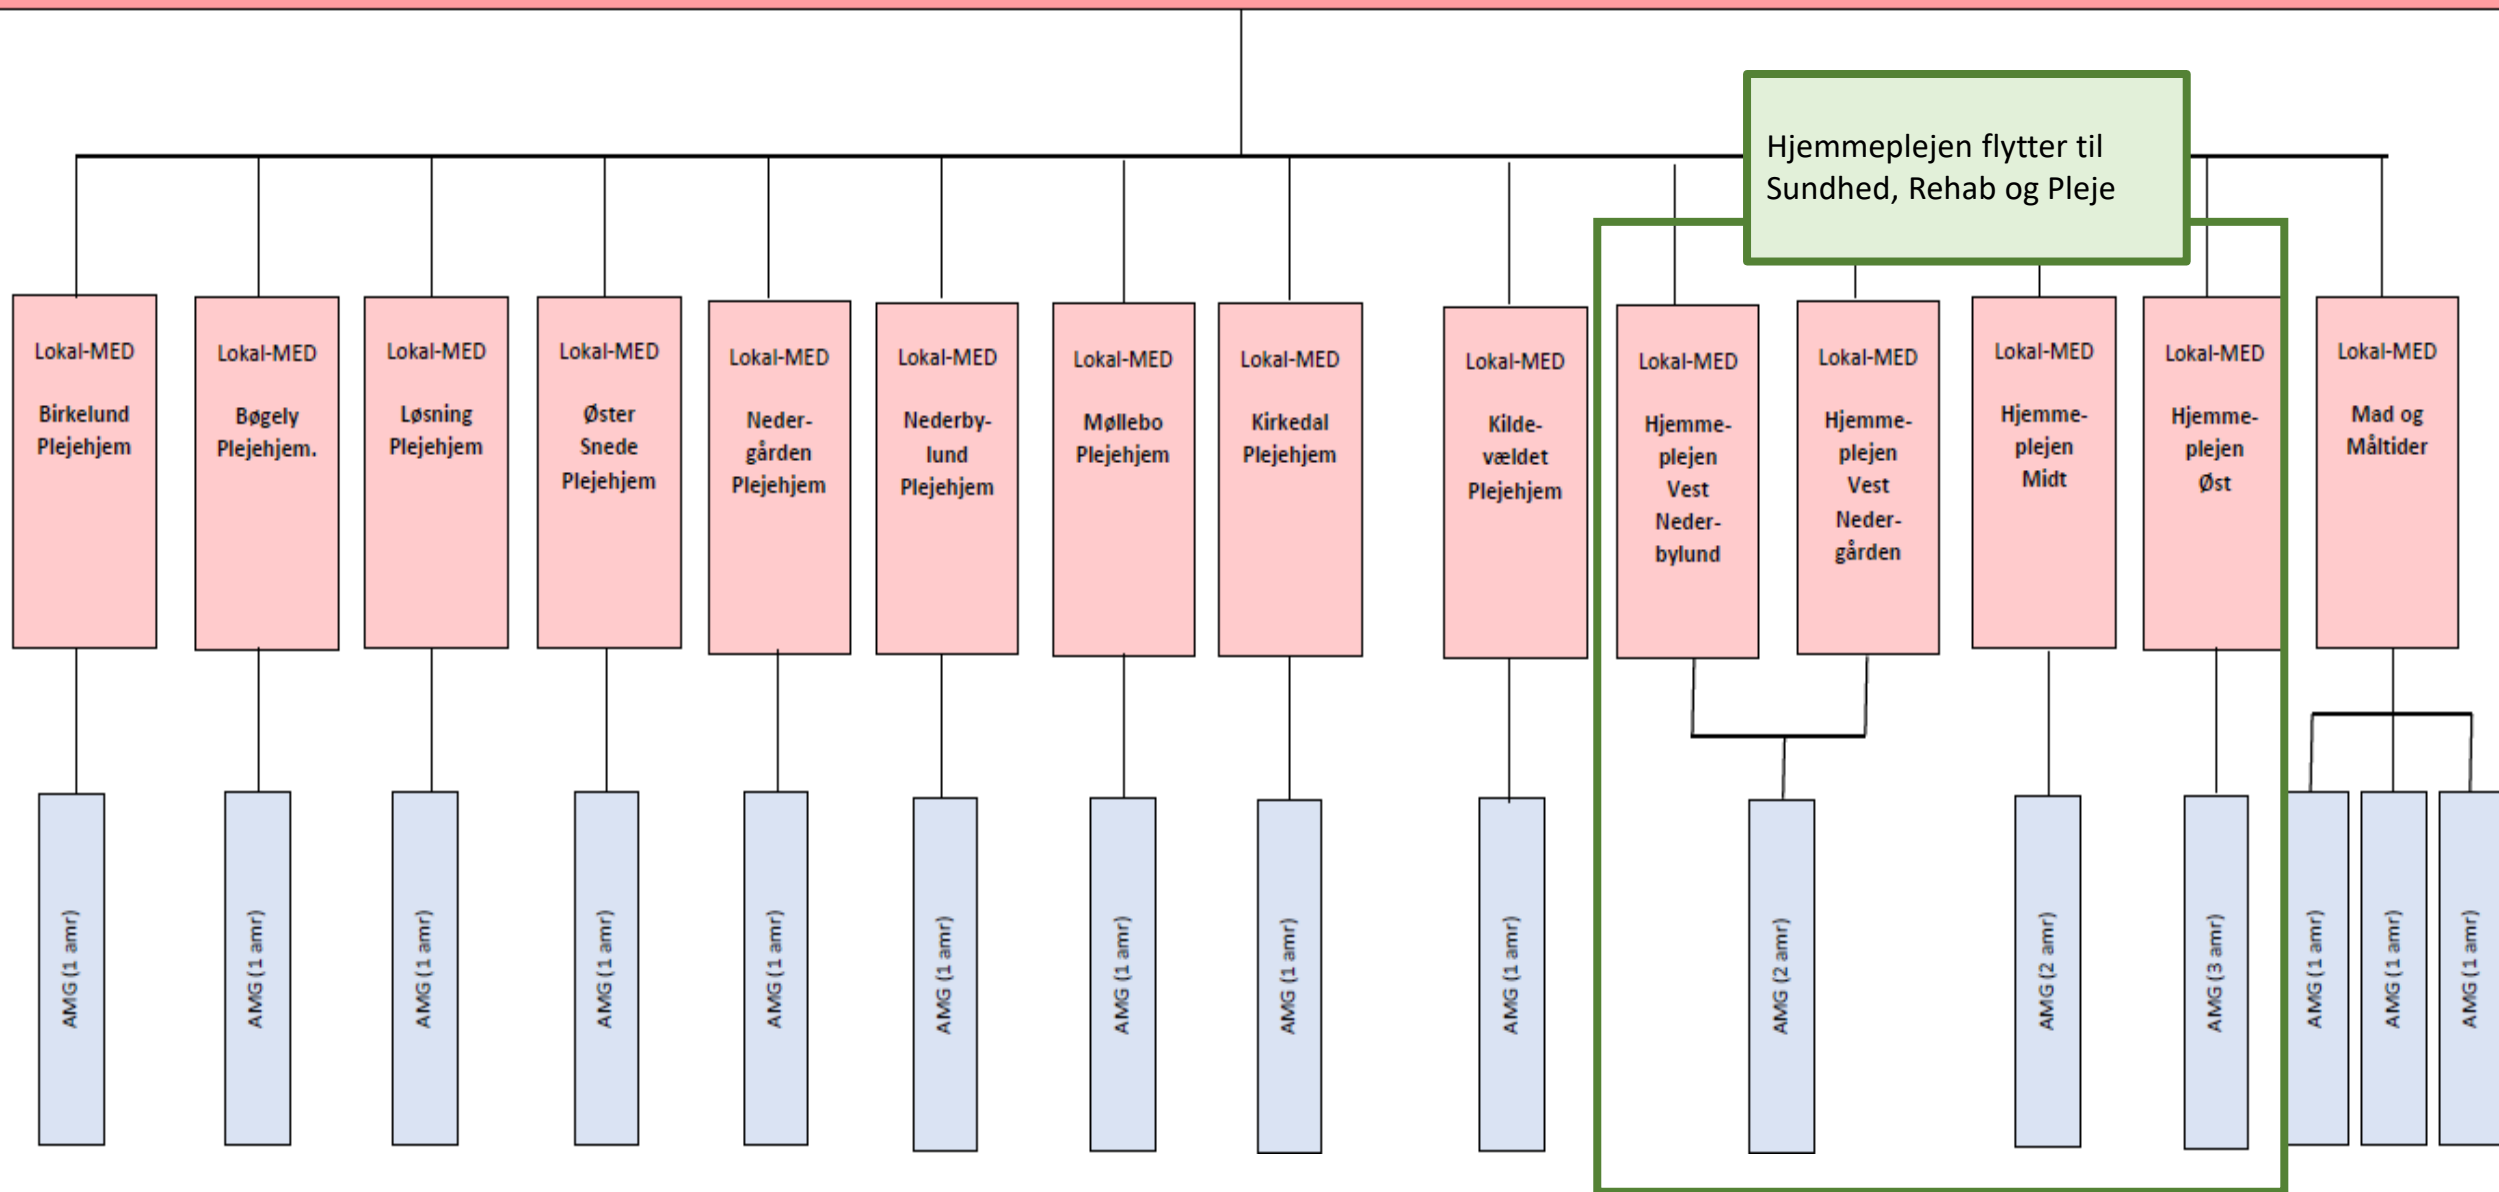 Hjemmeplejen flytter til
Sundhed, Rehab og Pleje
Lokal-MED
Birkelund
Plejehjem
Lokal-MED
Bøgely
Plejehjem.
Lokal-MED
Løsning
Plejehjem
Lokal-MED
Øster
Snede
Plejehjem
Lokal-MED
Neder-
gården
Plejehjem
Lokal-MED
Nederby-
lund
Plejehjem
Lokal-MED
Møllebo
Plejehjem
Lokal-MED
Kirkedal
Plejehjem
Lokal-MED
Kilde-
vældet
Plejehjem
Lokal-MED
Hjemme-
plejen
Vest
Neder-
bylund
Lokal-MED
Hjemme-
plejen
Vest
Neder-
gården
Lokal-MED
Hjemme-
plejen
Midt
Lokal-MED
Hjemme-
plejen
Øst
Lokal-MED
Mad og
Måltider
AMG (1 amr)
AMG (1 amr)
AMG (1 amr)
AMG (1 amr)
AMG (1 amr)
AMG (1 amr)
AMG (1 amr)
AMG (1 amr)
AMG (1 amr)
AMG (2 amr)
AMG (2 amr)
AMG (3 amr)
AMG (1 amr)
AMG (1 amr)
AMG (1 amr)